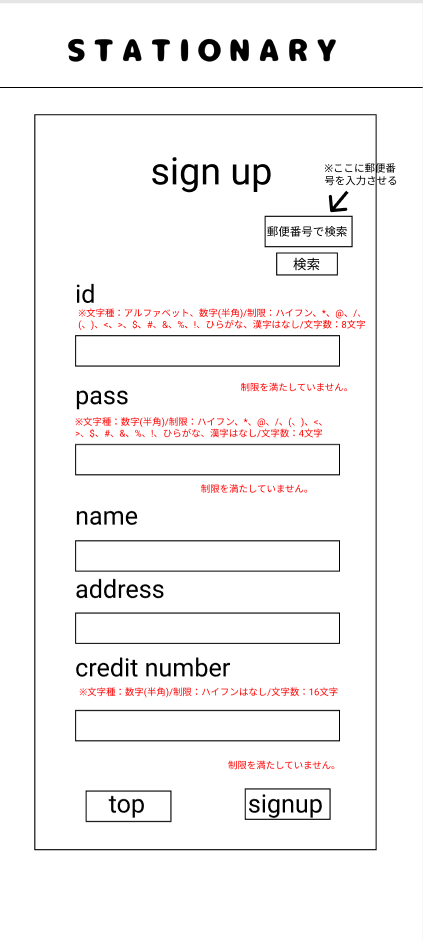 STATIONARY
sign up
※ここに郵便番
号を入力させる
郵便番号で検索
検索
id
※文字種：アルファベット、数字(半角)/制限：ハイフン、*、@、/、
(、)、<、>、$、#、&、%、!、ひらがな、漢字はなし/文字数：8文字
制限を満たしていません。
pass
※文字種：数字(半角)/制限：ハイフン、*、@、/、(、)、<、
>、$、#、&、%、!、ひらがな、漢字はなし/文字数：4文字
制限を満たしていません。
name
address
credit number
※文字種：数字(半角)/制限：ハイフンはなし/文字数：16文字
制限を満たしていません。
top
signup